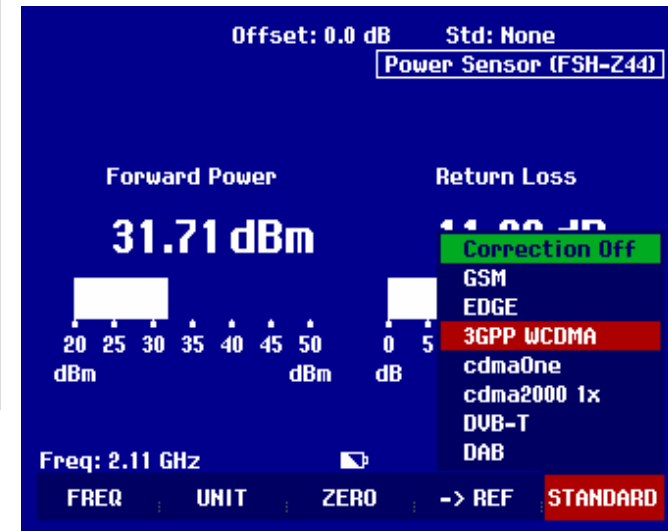 Offset: 0.0 dB Std: None
Power Sensor (FSH-Z44)
Forward Power Return Loss
31.71 dBm
Correction Off
GSM
EDGE
3GPP WCDMA
cdmaOne
cdma2000 1x
DVB-T
DAB
20 25 30 35 40 45 50 0 5
dBm dBm dB
Freq: 2.11 GHz
FREQ UNIT ZERO -> REF STANDARD